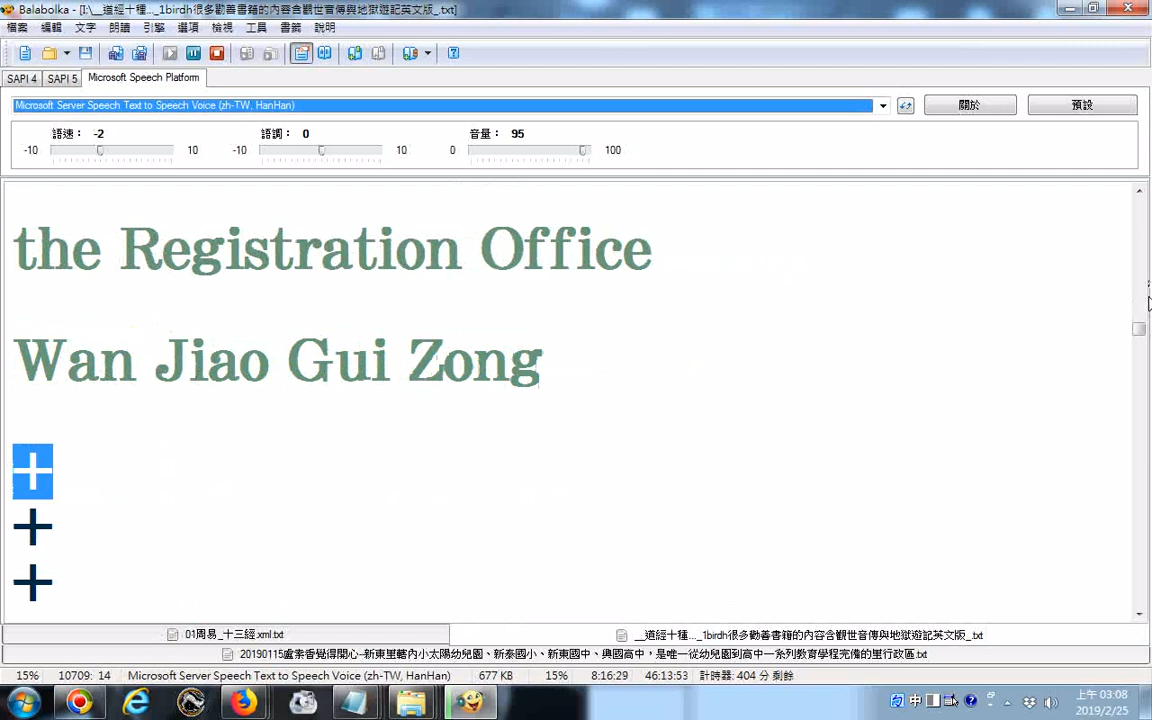 Balabolka - [I:\__道經十種..._1birdh很多勸善書籍的內容含觀世音傳與地獄遊記英文版_.txt]
檔案 編輯 文字 朗讀 引擎 選項 檢視 工具 書籤 說明
SAPI 4 SAPI 5 Microsoft Speech Platform
Microsoft Server Speech Text to Speech Voice (zh-TW, HanHan) 關於 預設
語速： -2 語調： 0 音量： 95
-10 10 -10 10 0 100
the Registration Office
Wan Jiao Gui Zong
+
+
+
01周易_十三經.xml.txt __道經十種..._1birdh很多勸善書籍的內容含觀世音傳與地獄遊記英文版_.txt
20190115盧素香覺得開心-新東里轄內小太陽幼兒園、新泰國小、新東國中、興國高中，是唯一從幼兒園到高中一系列教育學程完備的里行政區.txt
15% 10709: 14 Microsoft Server Speech Text to Speech Voice (zh-TW, HanHan) 677 KB 15% 8:16:29 46:13:53 計時器: 404 分 剩餘
中 上午 03:08
2019/2/25